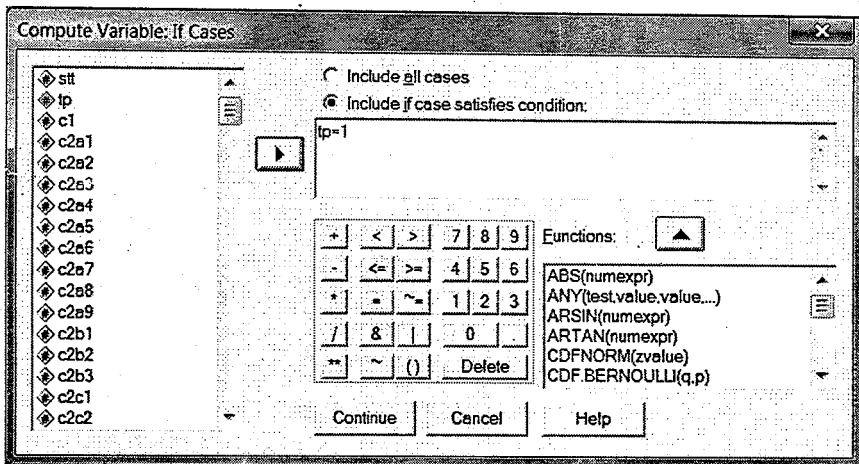 Compute Variable: If Cases
stt
tp
c1
c2a1
c2a2
c2a3
c2a4
c2a5
c2a6
c2a7
c2a8
c2a9
c2b1
c2b2
c2b3
c2c1
c2c2
Include all cases
Include if case satisfies condition:
tp=1
+ < > 7 8 9
- <= >= 4 5 6
* = ~= 1 2 3
/ & | 0 .
** ~ () Delete
Functions:
ABS(numexpr)
ANY(test,value,value,...)
ARSIN(numexpr)
ARTAN(numexpr)
CDFNORM(zvalue)
CDF.BERNOULLI(q,p)
Continue Cancel Help